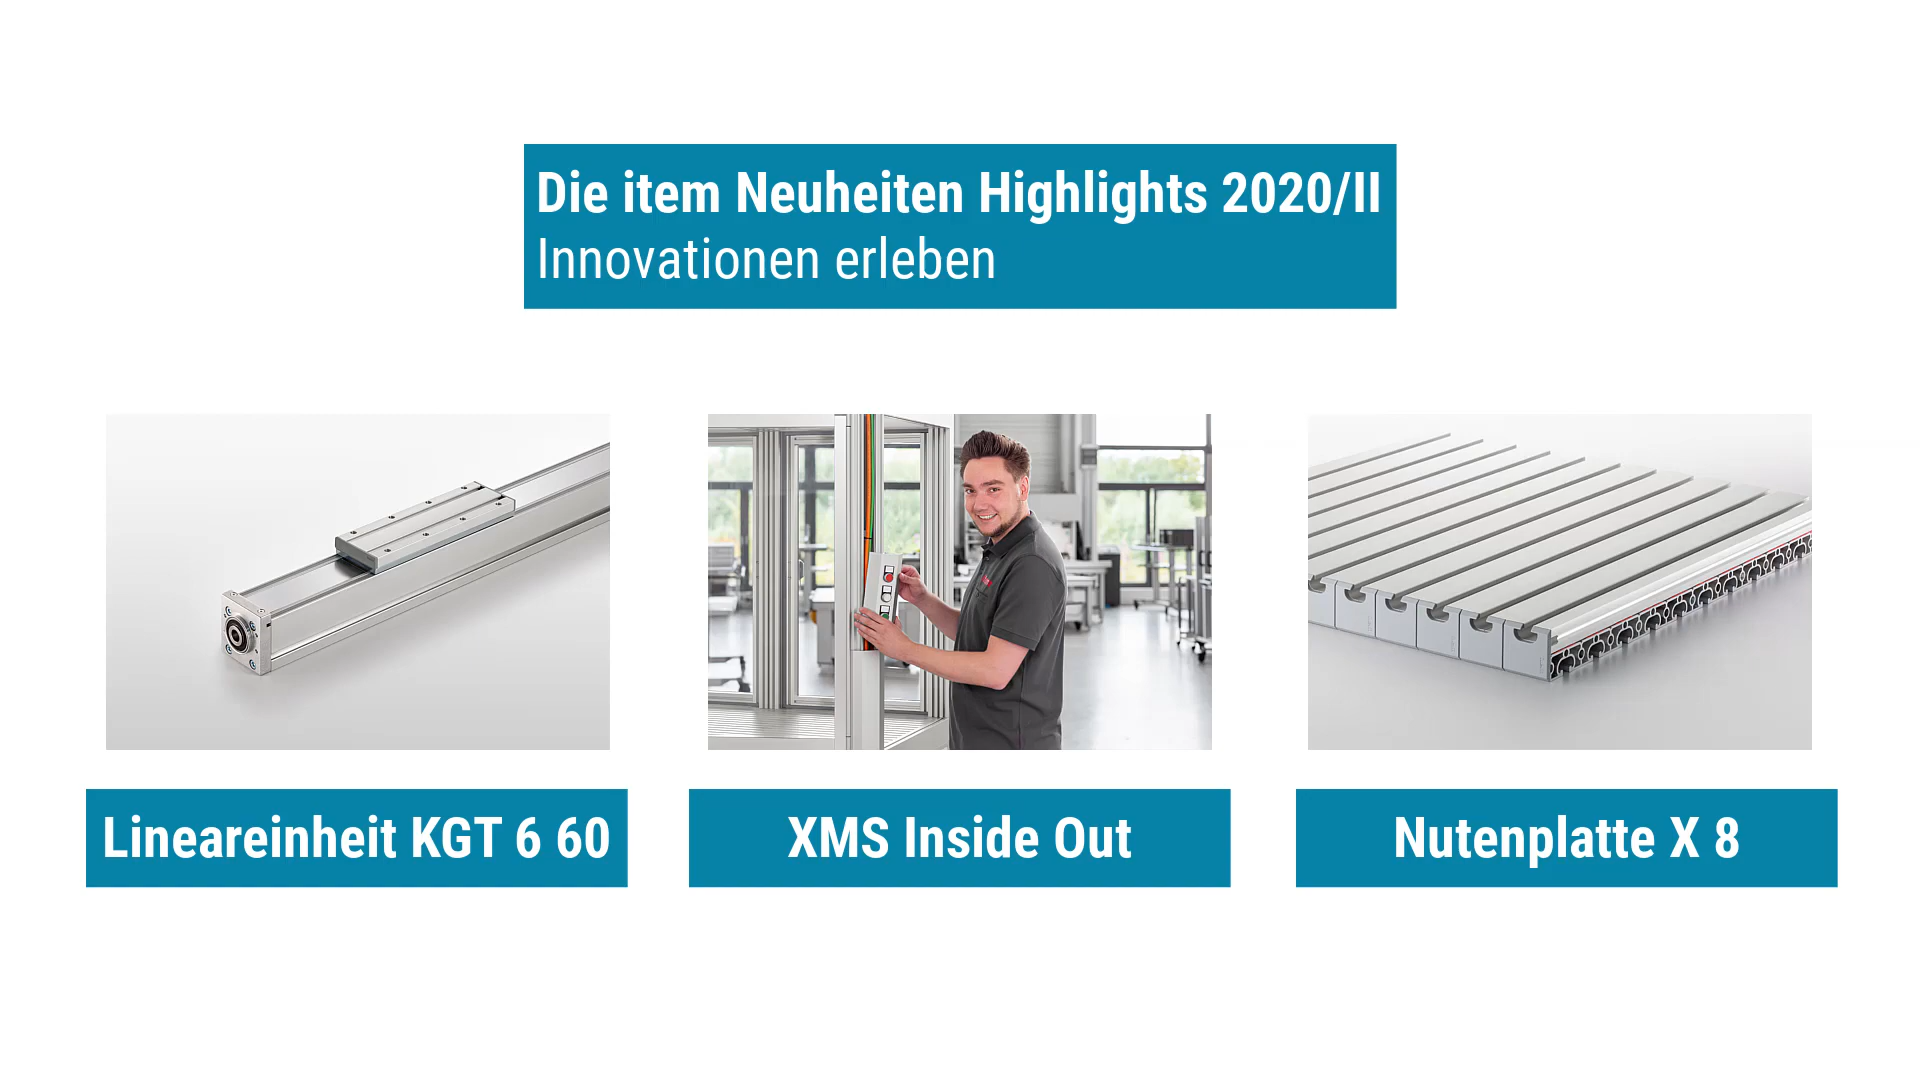 Die item Neuheiten Highlights 2020/II
Innovationen erleben
Lineareinheit KGT 6 60
XMS Inside Out
Nutenplatte X 8